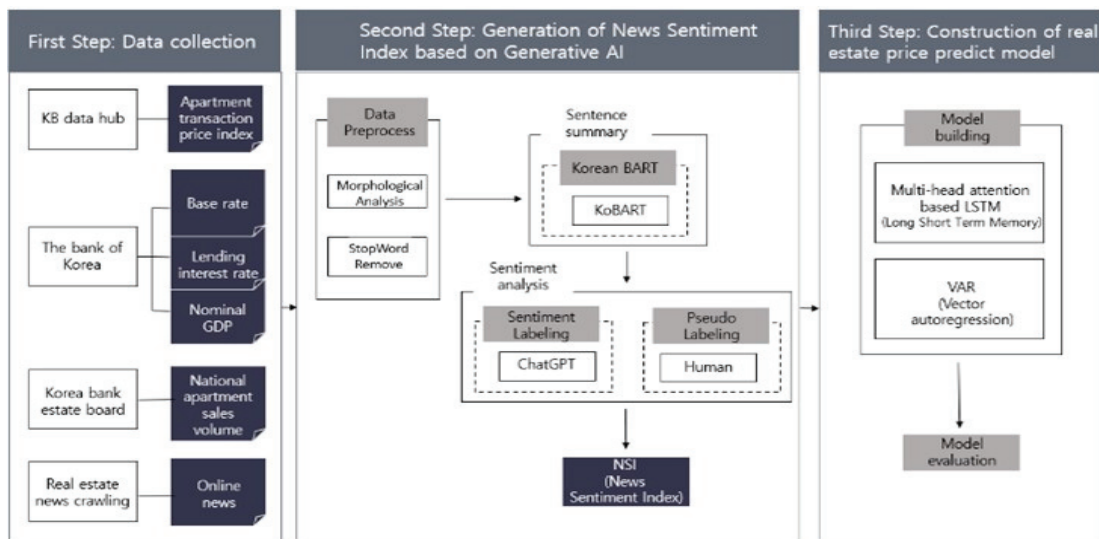 First Step: Data collection
KB data hub
Apartment
transaction
price index
The bank of
Korea
Base rate
Lending
interest rate
Nominal
GDP
Korea bank
estate board
National
apartment
sales
volume
Real estate
news crawling
Online
news
Second Step: Generation of News Sentiment
Index based on Generative AI
Data
Preprocess
Morphological
Analysis
StopWord
Remove
Sentence
summary
Korean BART
KoBART
Sentiment
analysis
Sentiment
Labeling
ChatGPT
Pseudo
Labeling
Human
NSI
(News
Sentiment Index)
Third Step: Construction of real
estate price predict model
Model
building
Multi-head attention
based LSTM
(Long Short Term Memory)
VAR
(Vector
autoregression)
Model
evaluation